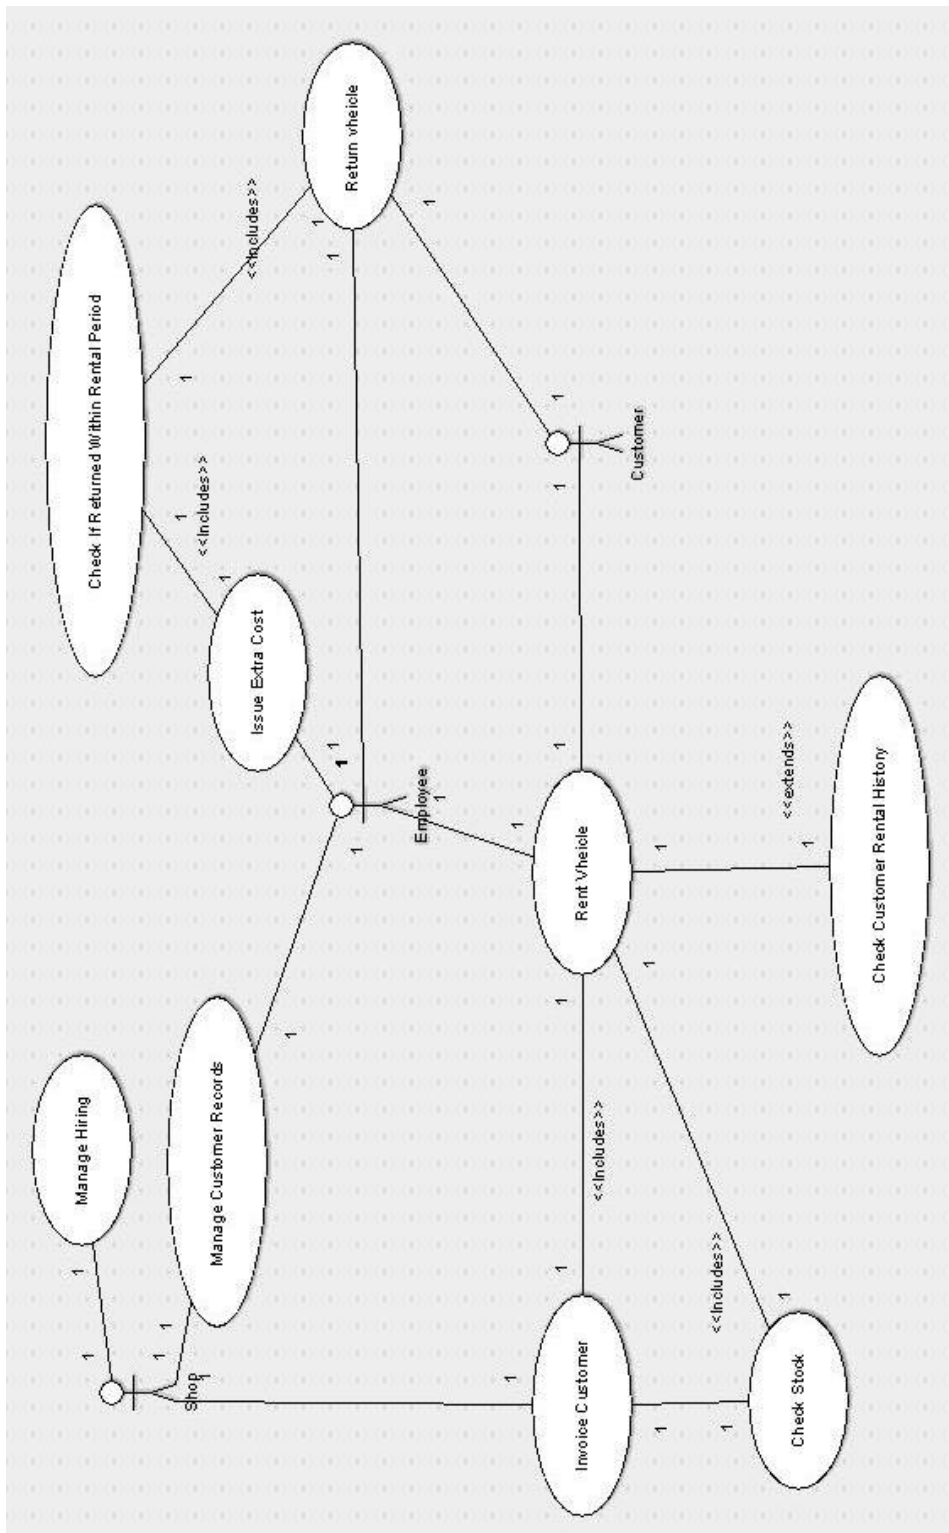 Manage Hiring
Check If Returned Within Rental Period
1
1
1
1
1
1
Shop
<<Includes>>
1
Manage Customer Records
1
<<Includes>>
Issue Extra Cost
1
1
1
1
1
Return vheicle
1
Employee
1
1
1
1
1
1
1
1
1
Invoice Customer
Rent Vheicle
<<Includes>>
Customer
1
1
1
<<Includes>>
1
1
<<extends>>
Check Stock
1
Check Customer Rental History